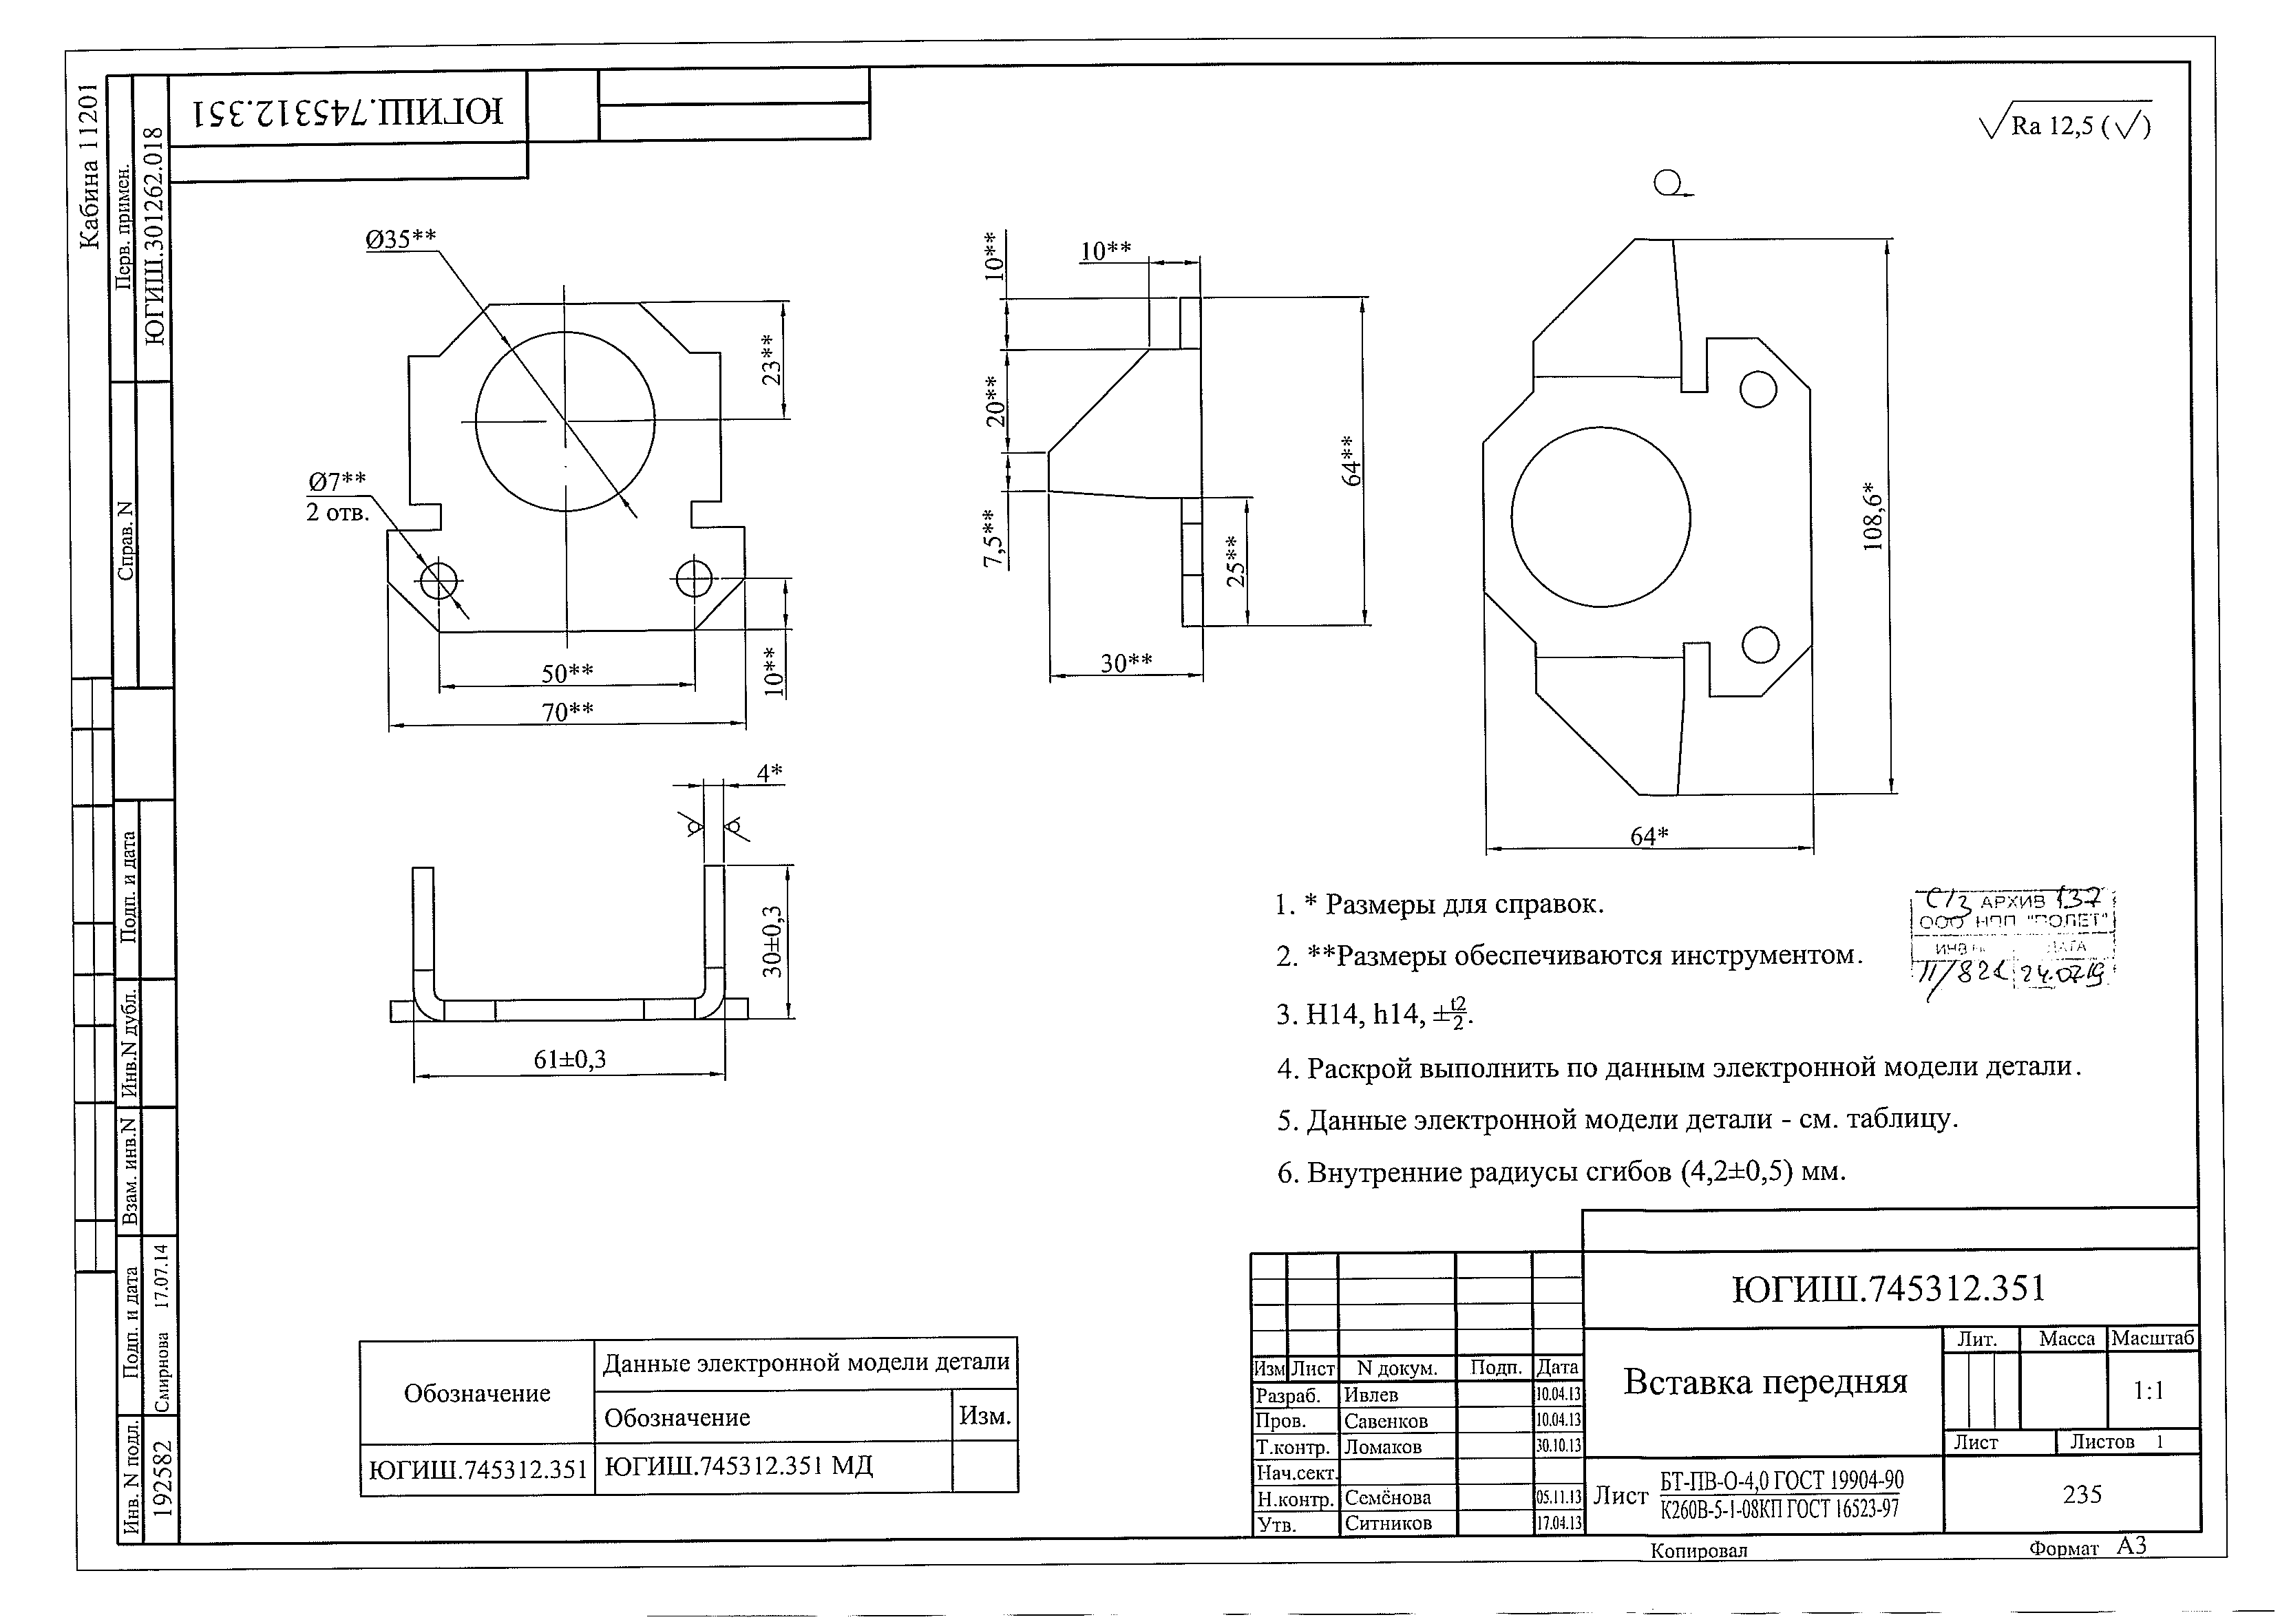 Кабина 11201
Перв. примен.
ЮГИШ.301262.018
Справ. N
Подп. и дата
Инв.N дубл.
Взам. инв.N
Подп. и дата
Смирнова 17.07.14
Инв. N подл.
192582
ЮГИШ.745312.351
Ra 12,5 (√)
Ø35**
23**
Ø7**
2 отв.
50**
10**
70**
10**
10**
20**
7,5**
64**
25**
30**
108,6*
64*
4*
30±0,3
61±0,3
1. * Размеры для справок.
2. **Размеры обеспечиваются инструментом.
3. H14, h14, ±t2/2.
4. Раскрой выполнить по данным электронной модели детали.
5. Данные электронной модели детали - см. таблицу.
6. Внутренние радиусы сгибов (4,2±0,5) мм.
АРХИВ 137
ООО НПП "ПОЛЕТ"
ДАТА
11/821 24.0719
Обозначение
Данные электронной модели детали
Обозначение Изм.
ЮГИШ.745312.351 ЮГИШ.745312.351 МД
ЮГИШ.745312.351
Изм Лист N докум. Подп. Дата
Разраб. Ивлев 10.04.13
Пров. Савенков 10.04.13
Т.контр. Ломаков 30.10.13
Нач.сект.
Н.контр. Семёнова 05.11.13
Утв. Ситников 17.04.13
Вставка передняя
Лит. Масса Масштаб
1:1
Лист Листов 1
Лист БТ-ПВ-О-4,0 ГОСТ 19904-90
К260В-5-1-08КП ГОСТ 16523-97
235
Копировал Формат А3